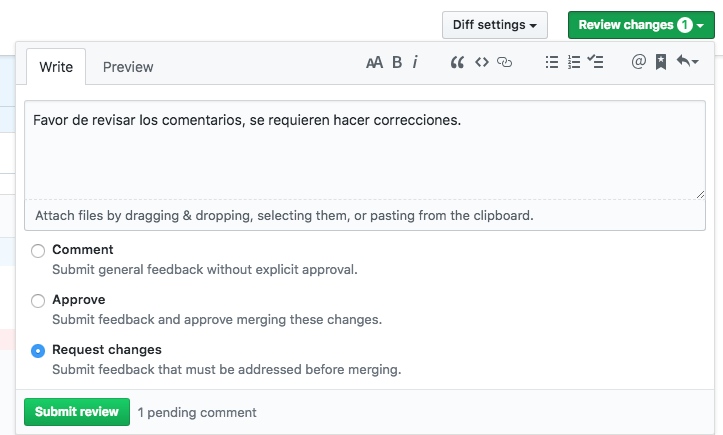 Diff settings
Review changes 1
Write Preview AA B i
Favor de revisar los comentarios, se requieren hacer correcciones.
Attach files by dragging & dropping, selecting them, or pasting from the clipboard.
Comment
Submit general feedback without explicit approval.
Approve
Submit feedback and approve merging these changes.
Request changes
Submit feedback that must be addressed before merging.
Submit review 1 pending comment